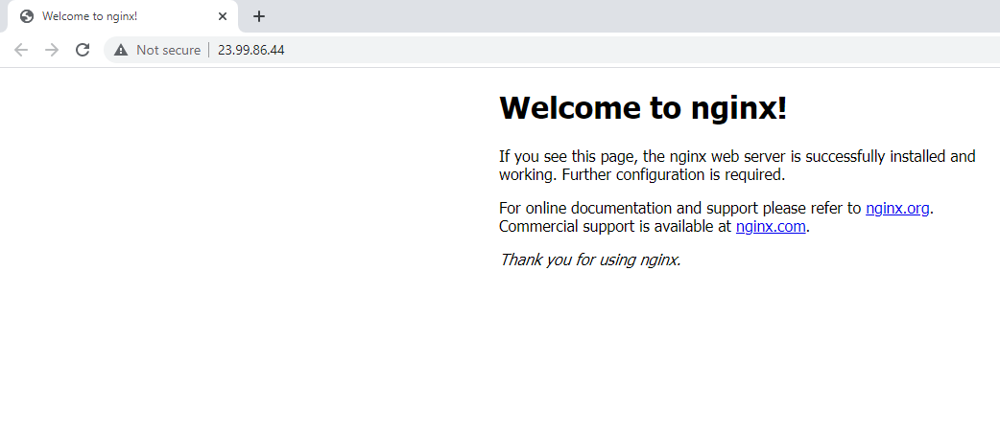 Welcome to nginx!
Not secure | 23.99.86.44
Welcome to nginx!
If you see this page, the nginx web server is successfully installed and
working. Further configuration is required.
For online documentation and support please refer to nginx.org.
Commercial support is available at nginx.com.
Thank you for using nginx.